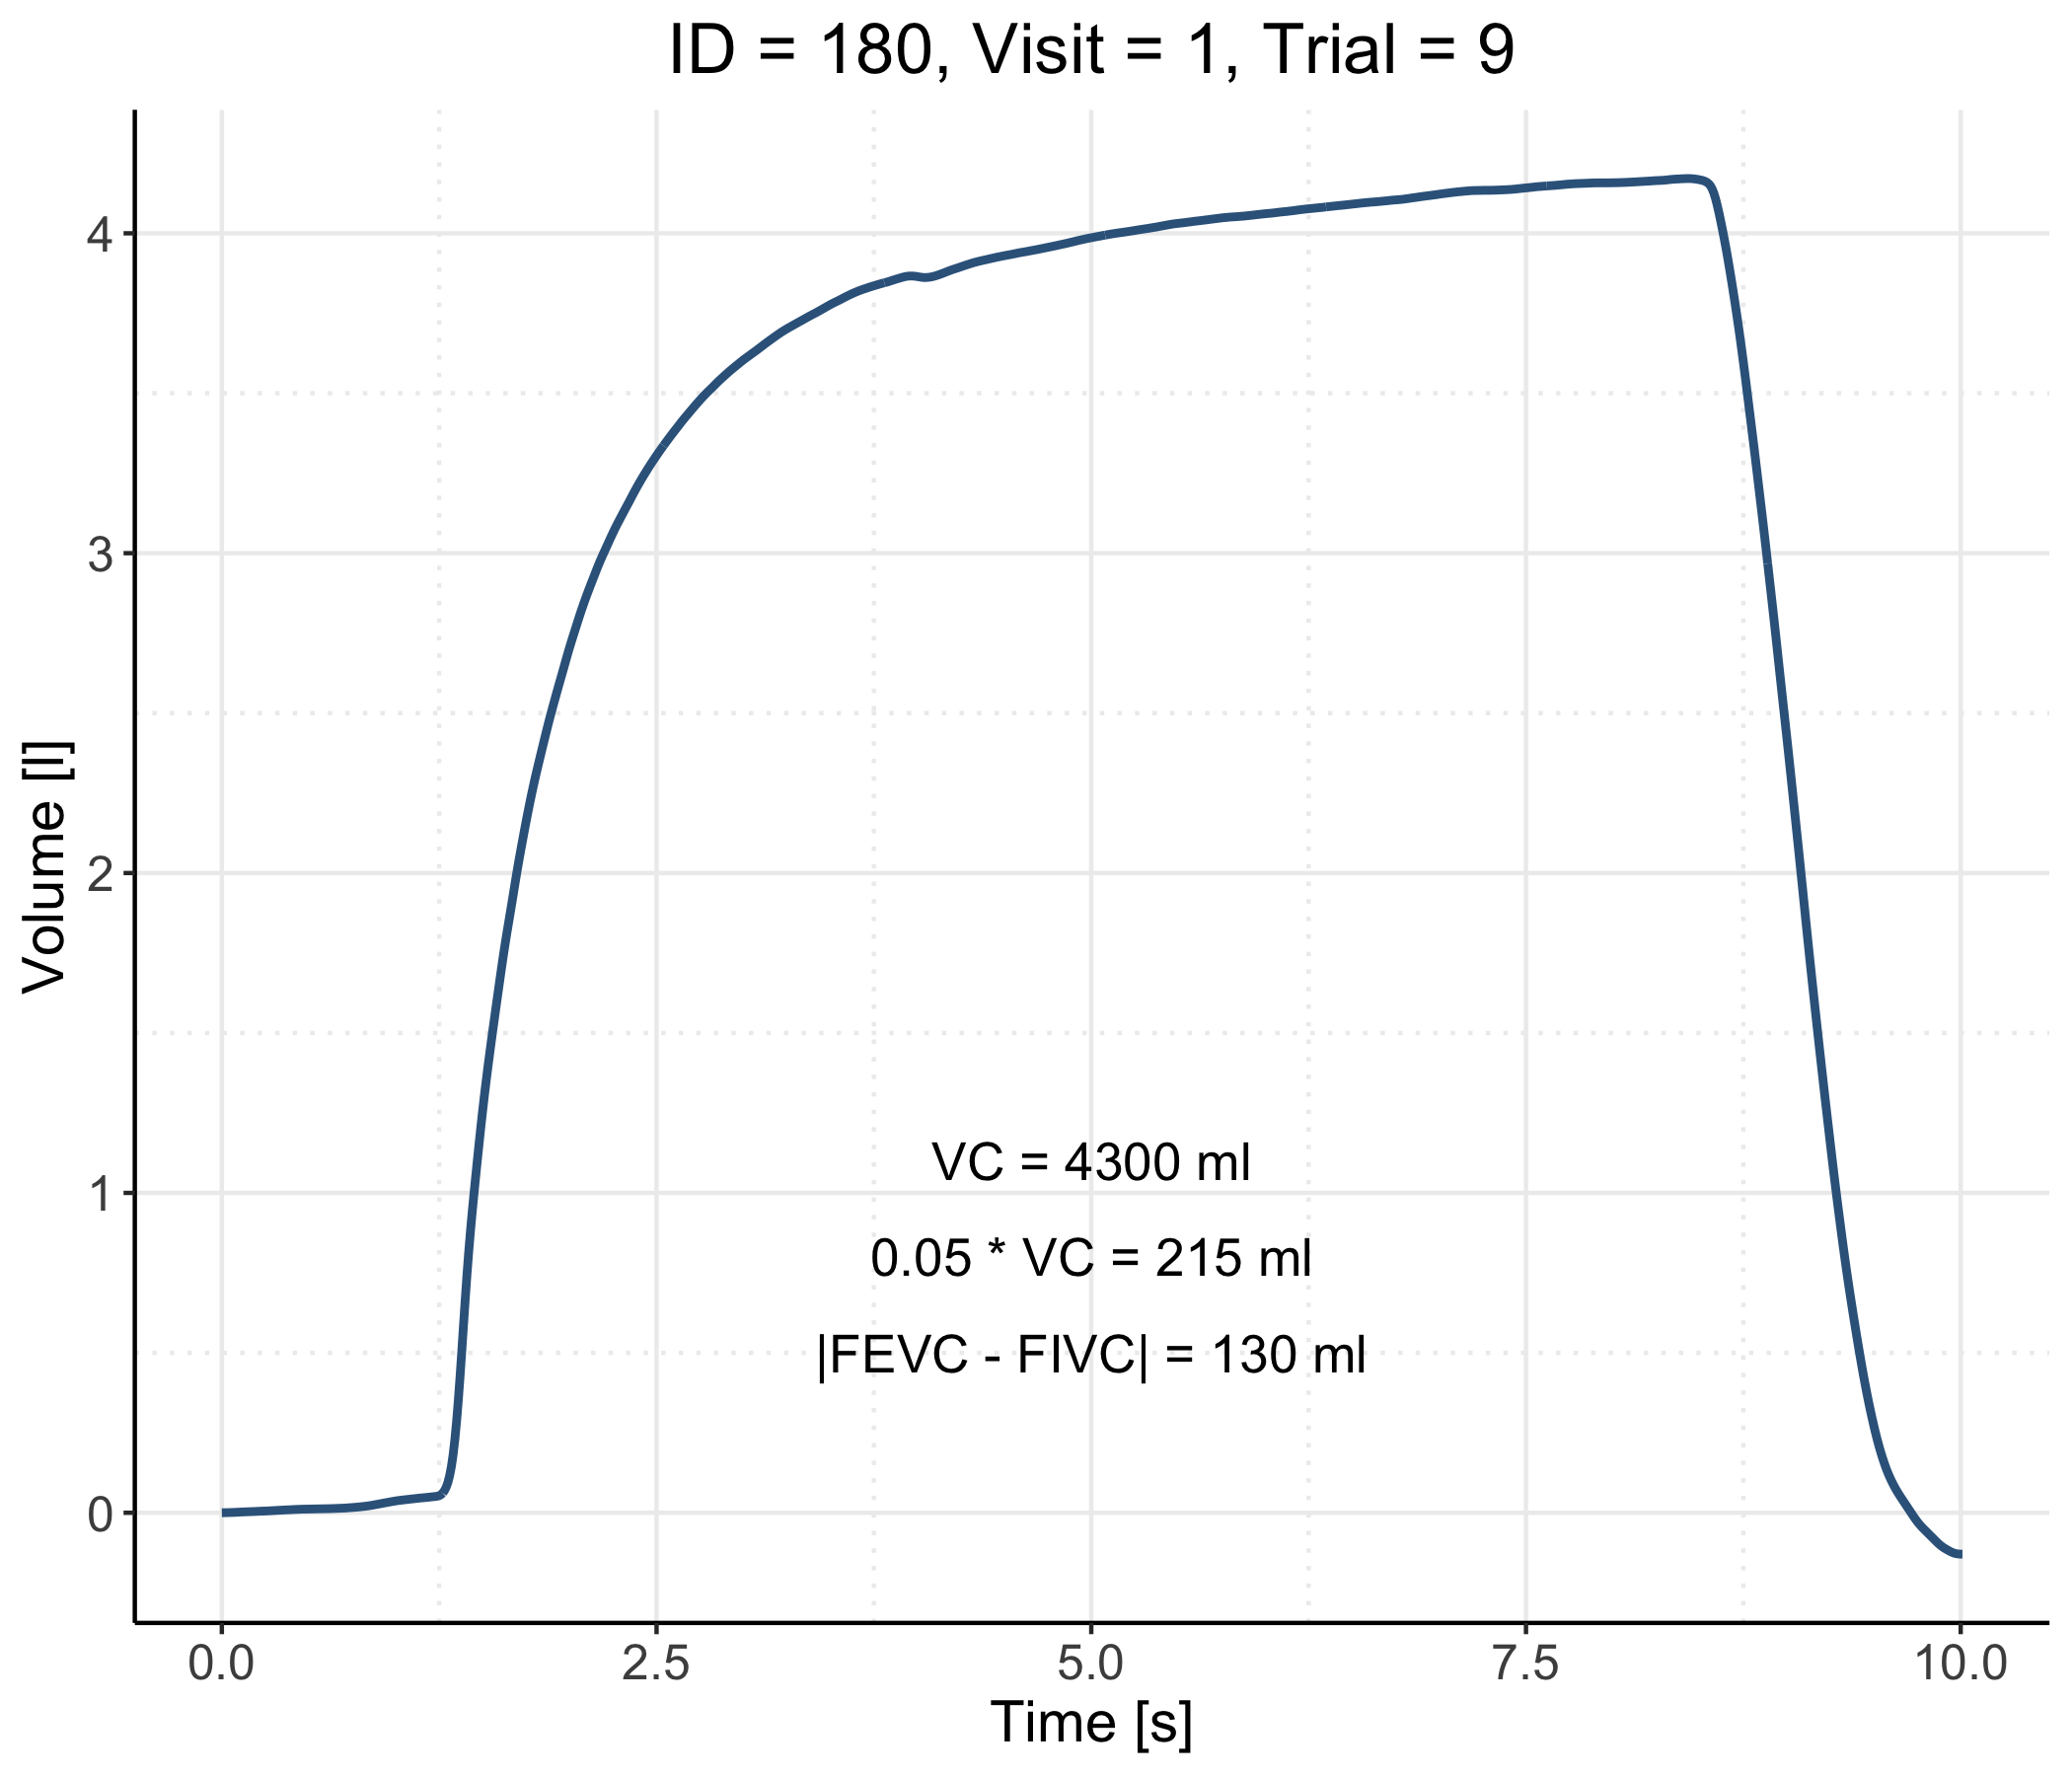 ID = 180, Visit = 1, Trial = 9
Volume [l]
4
3
2
1
0
VC = 4300 ml
0.05 * VC = 215 ml
|FEVC - FIVC| = 130 ml
0.0 2.5 5.0 7.5 10.0
Time [s]